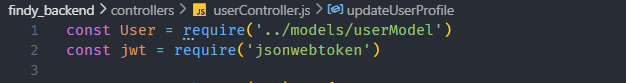 findy_backend > controllers > JS userController.js > updateUserProfile
1 const User = require('../models/userModel')
2 const jwt = require('jsonwebtoken')
3